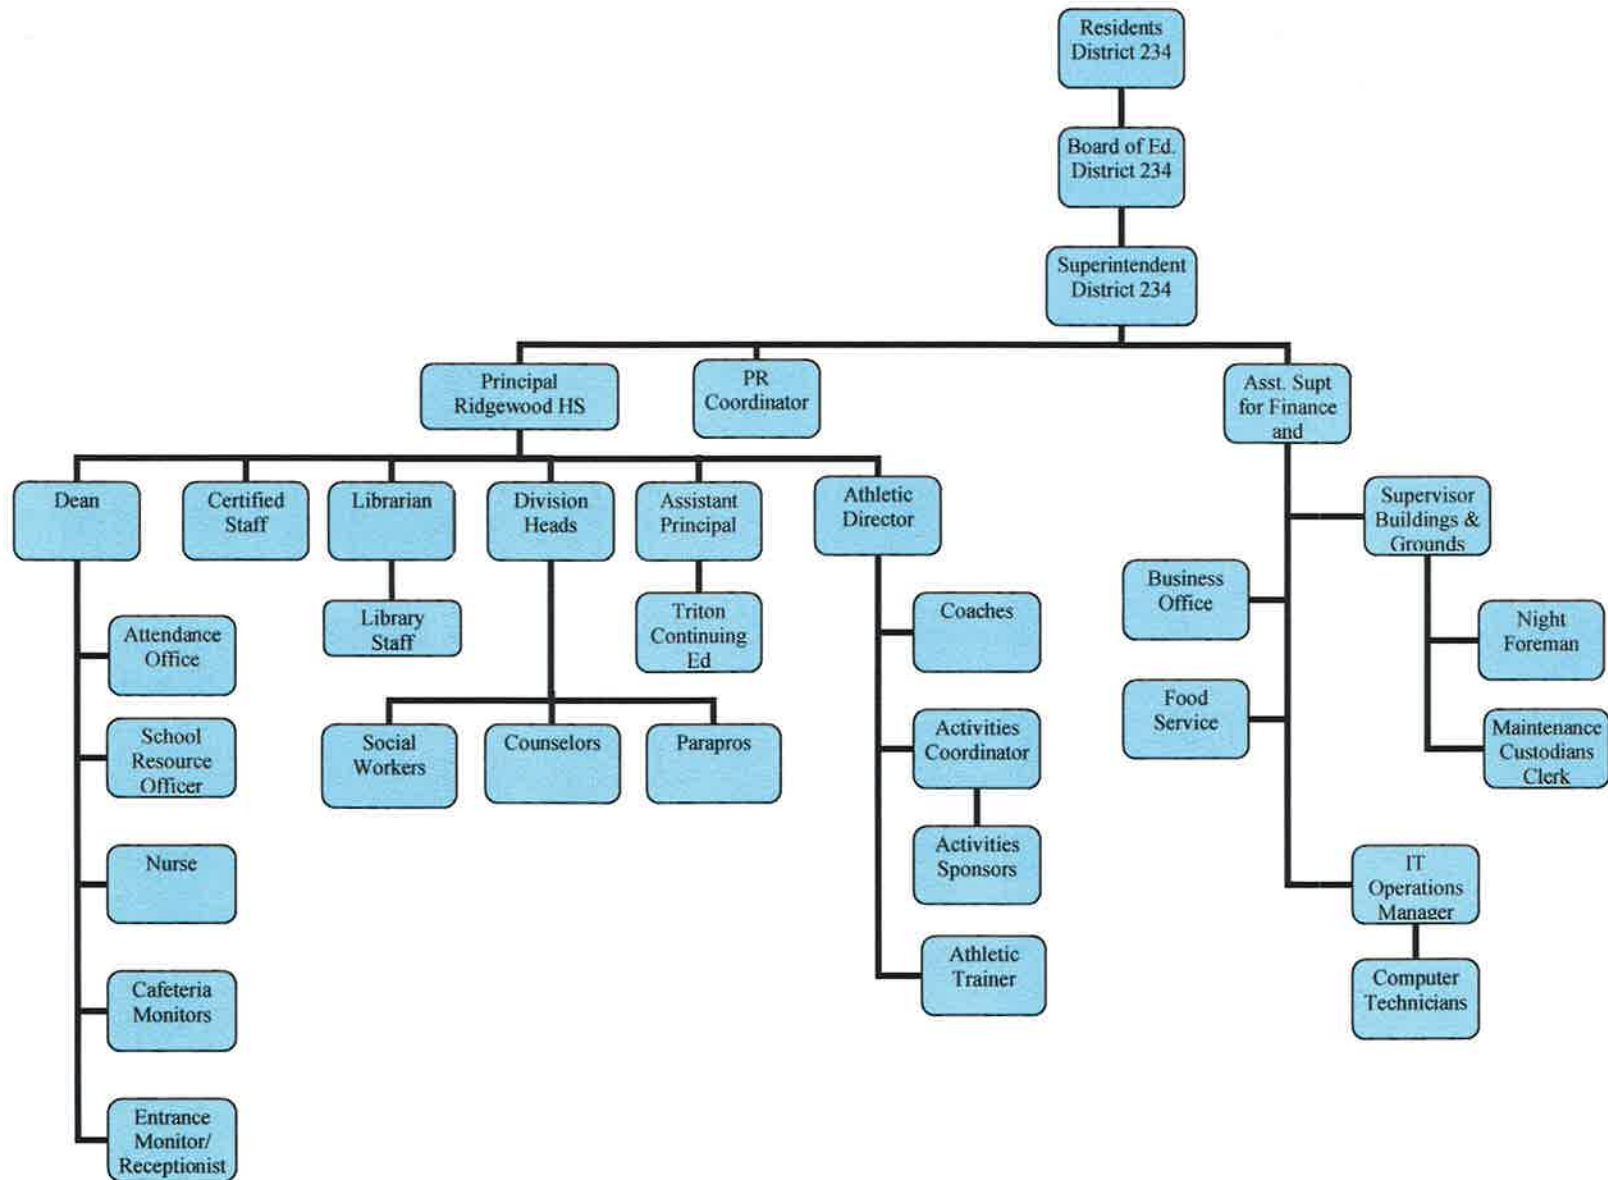 Residents
District 234
Board of Ed.
District 234
Superintendent
District 234
Principal
Ridgewood HS
PR
Coordinator
Asst. Supt
for Finance
and
Dean
Certified
Staff
Librarian
Division
Heads
Assistant
Principal
Athletic
Director
Supervisor
Buildings &
Grounds
Attendance
Office
School
Resource
Officer
Nurse
Cafeteria
Monitors
Entrance
Monitor/
Receptionist
Library
Staff
Social
Workers
Counselors
Parapros
Triton
Continuing
Ed
Coaches
Activities
Coordinator
Activities
Sponsors
Athletic
Trainer
Business
Office
Food
Service
Night
Foreman
Maintenance
Custodians
Clerk
IT
Operations
Manager
Computer
Technicians